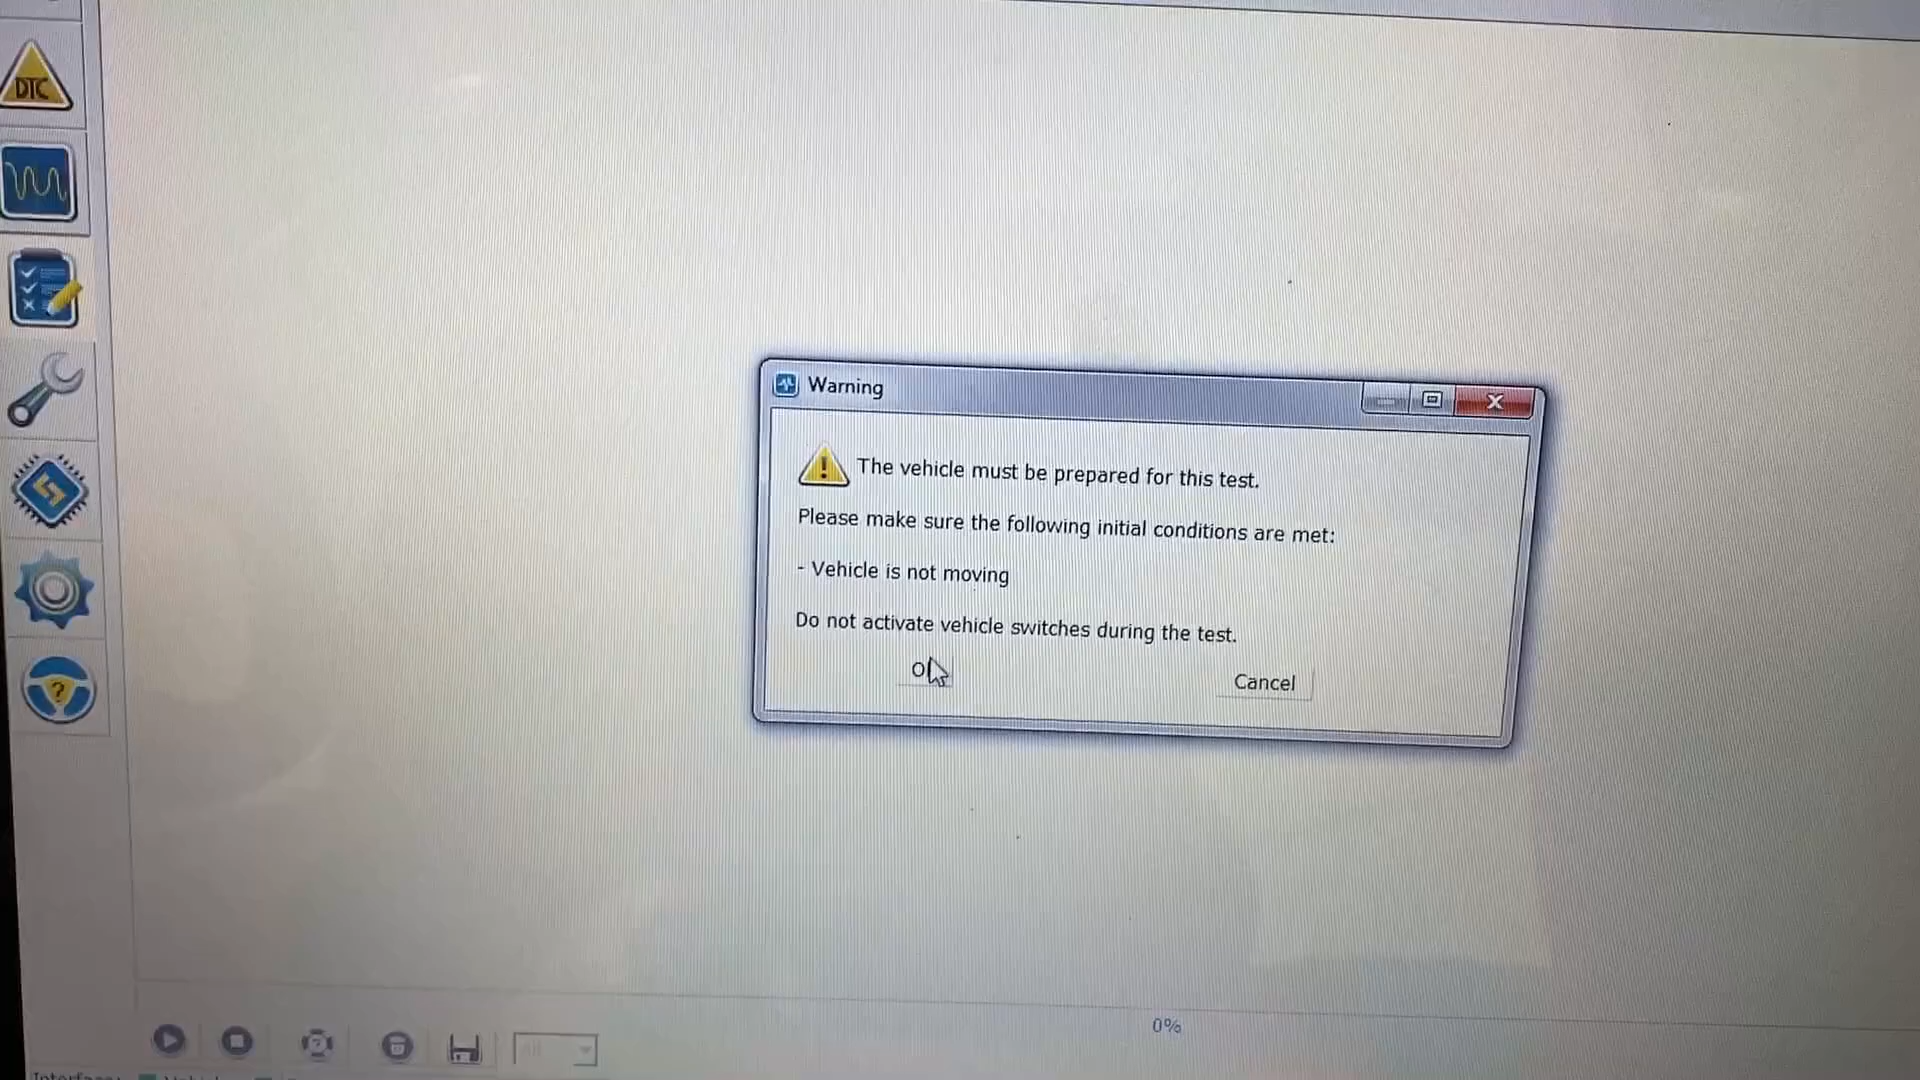 DTC
Warning
The vehicle must be prepared for this test.
Please make sure the following initial conditions are met:
- Vehicle is not moving
Do not activate vehicle switches during the test.
Cancel
0%